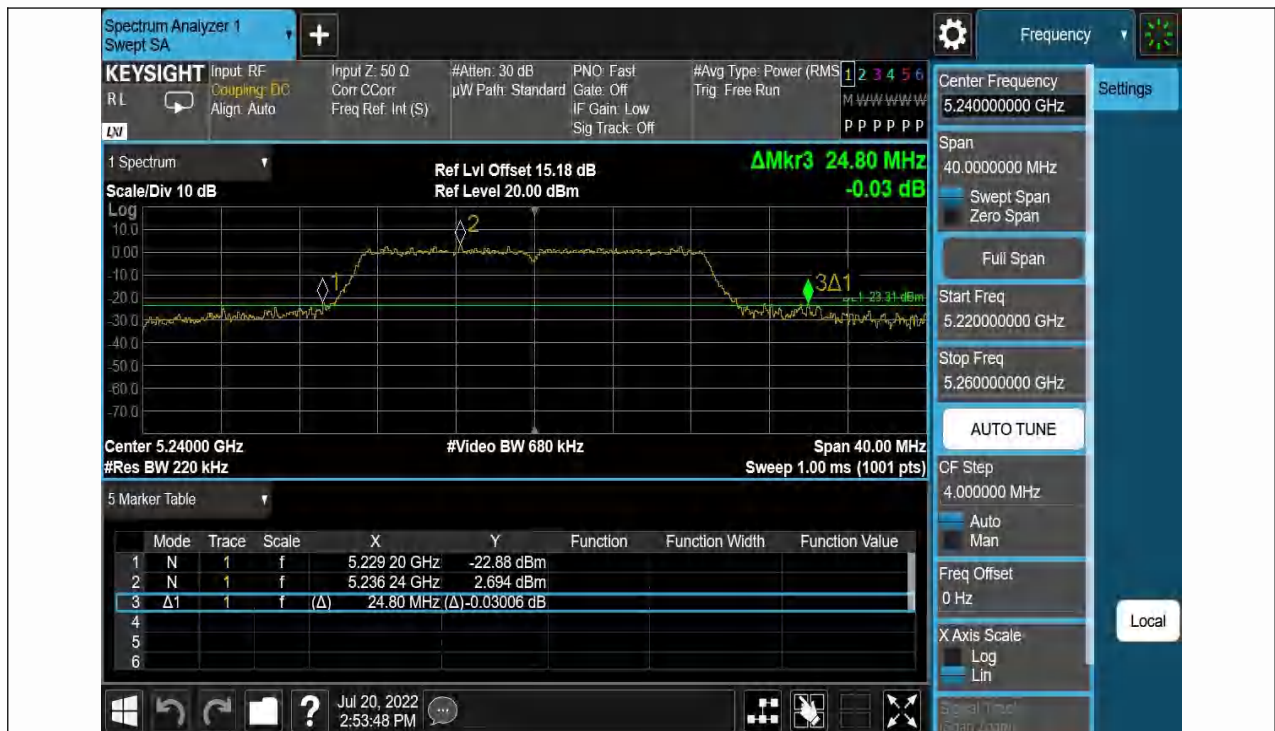 Spectrum Analyzer 1
Swept SA
Frequency
KEYSIGHT
R L
LXI
Input: RF
Coupling: DC
Align: Auto
Input Z: 50 Ω
Corr CCorr
Freq Ref: Int (S)
#Atten: 30 dB
µW Path: Standard
PNO: Fast
Gate: Off
IF Gain: Low
Sig Track: Off
#Avg Type: Power (RMS
Trig: Free Run
1 2 3 4 5 6
M W W W W W
P P P P P P
1 Spectrum
Scale/Div 10 dB
Ref Lvl Offset 15.18 dB
Ref Level 20.00 dBm
ΔMkr3 24.80 MHz
-0.03 dB
Log
10.0
0.00
-10.0
-20.0
-30.0
-40.0
-50.0
-60.0
-70.0
1
2
3Δ1
DL1 -23.31 dBm
Center 5.24000 GHz
#Res BW 220 kHz
#Video BW 680 kHz
Span 40.00 MHz
Sweep 1.00 ms (1001 pts)
5 Marker Table
Mode Trace Scale X Y Function Function Width Function Value
1 N 1 f 5.229 20 GHz -22.88 dBm
2 N 1 f 5.236 24 GHz 2.694 dBm
3 Δ1 1 f (Δ) 24.80 MHz (Δ) -0.03006 dB
4
5
6
Jul 20, 2022
2:53:48 PM
Center Frequency
5.240000000 GHz
Span
40.0000000 MHz
Swept Span
Zero Span
Full Span
Start Freq
5.220000000 GHz
Stop Freq
5.260000000 GHz
AUTO TUNE
CF Step
4.000000 MHz
Auto
Man
Freq Offset
0 Hz
X Axis Scale
Log
Lin
Settings
Local